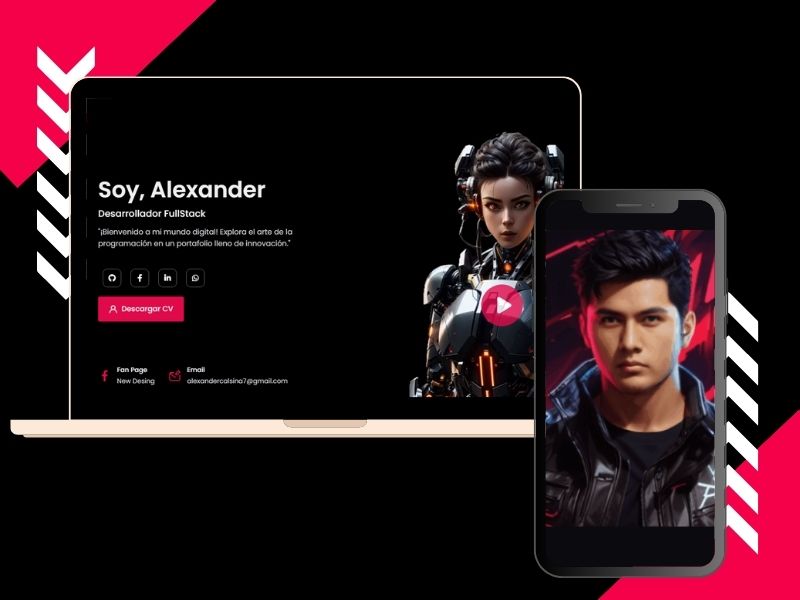 Soy, Alexander
Desarrollador FullStack
"¡Bienvenido a mi mundo digital! Explora el arte de la
programación en un portafolio lleno de innovación."
Descargar CV
Fan Page
New Desing
Email
alexandercalsina7@gmail.com